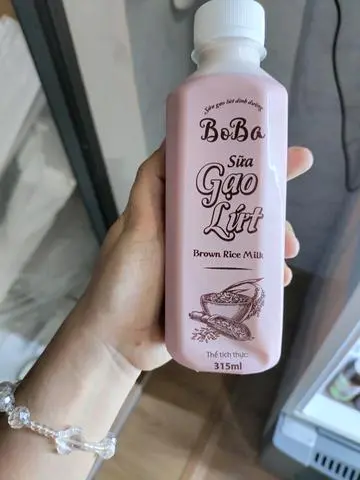 Sữa gạo lứt dinh dưỡng
BoBa
Sữa
Gạo
Lứt
Brown Rice Milk
Thể tích thực:
315ml